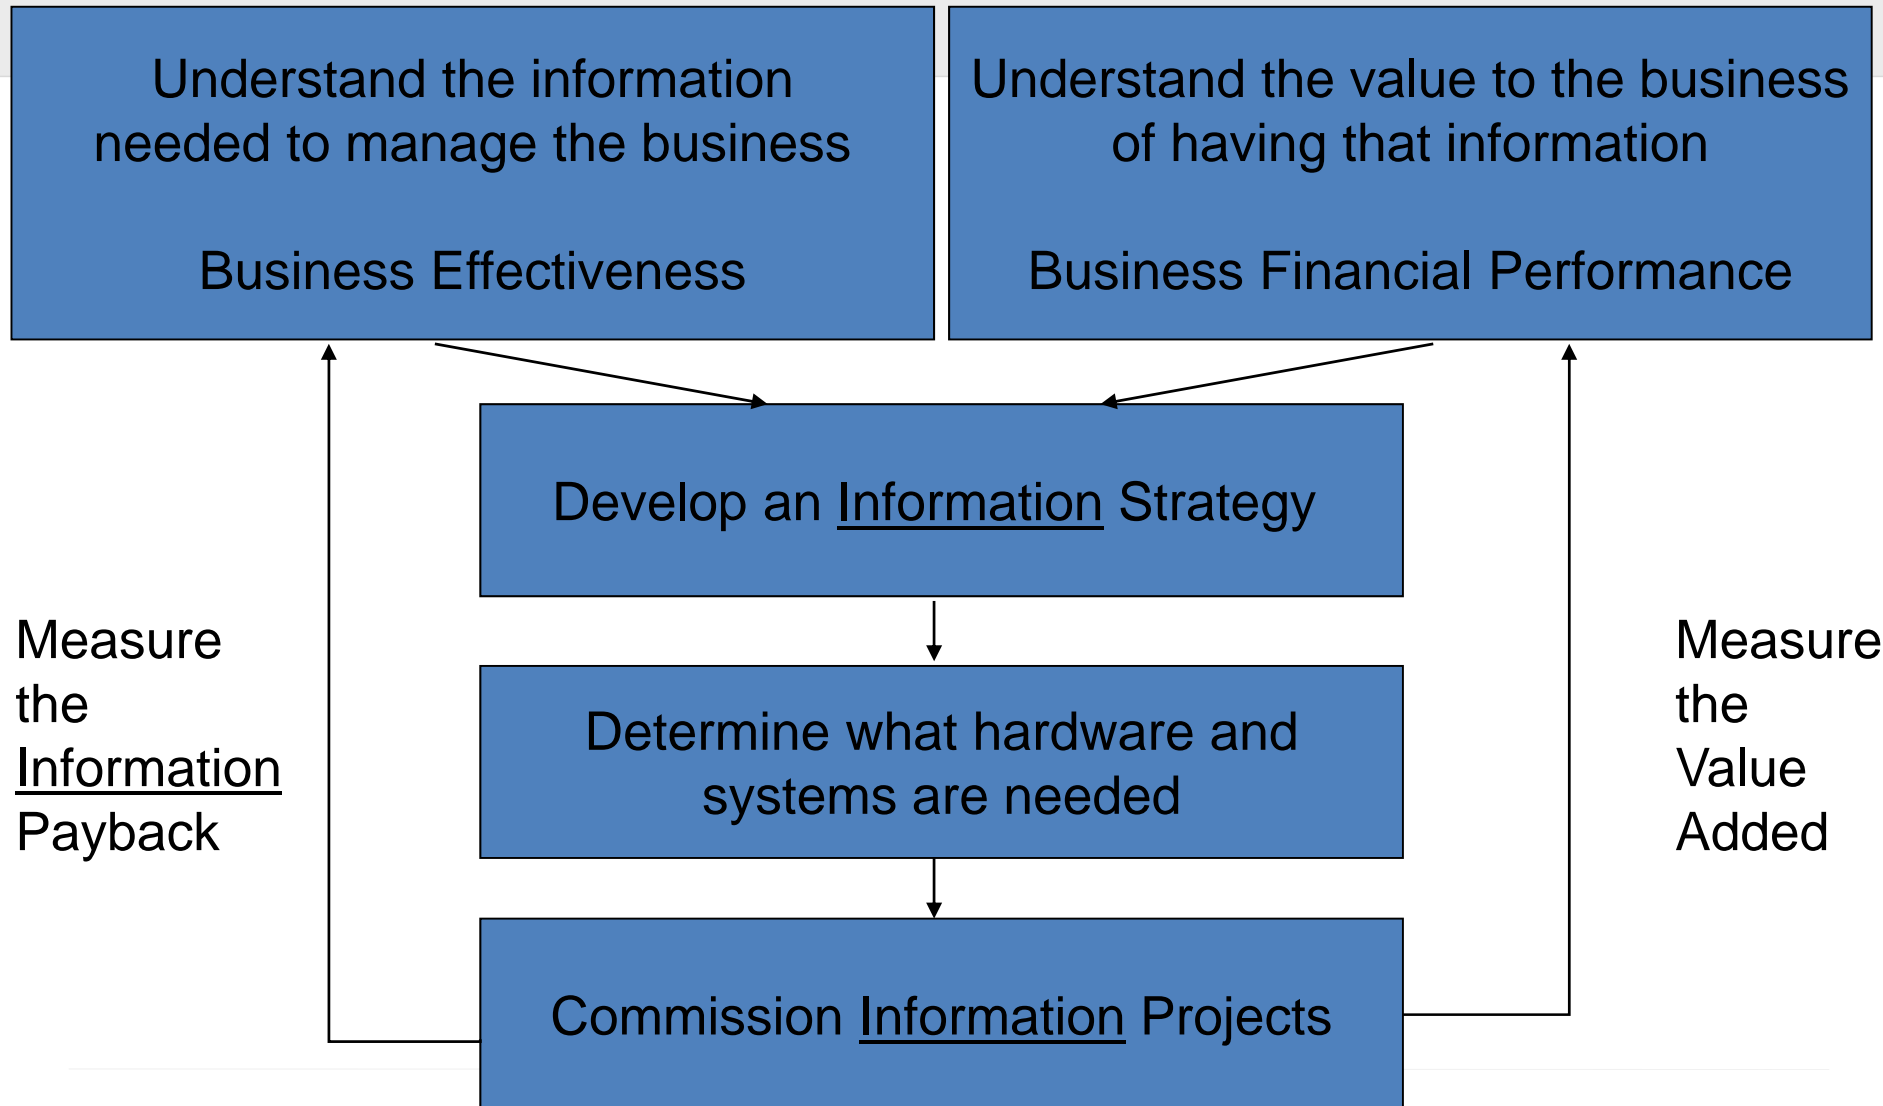 Understand the information
needed to manage the business
Business Effectiveness
Understand the value to the business
of having that information
Business Financial Performance
Develop an Information Strategy
Measure
the
Information
Payback
Measure
the
Value
Added
Determine what hardware and
systems are needed
Commission Information Projects